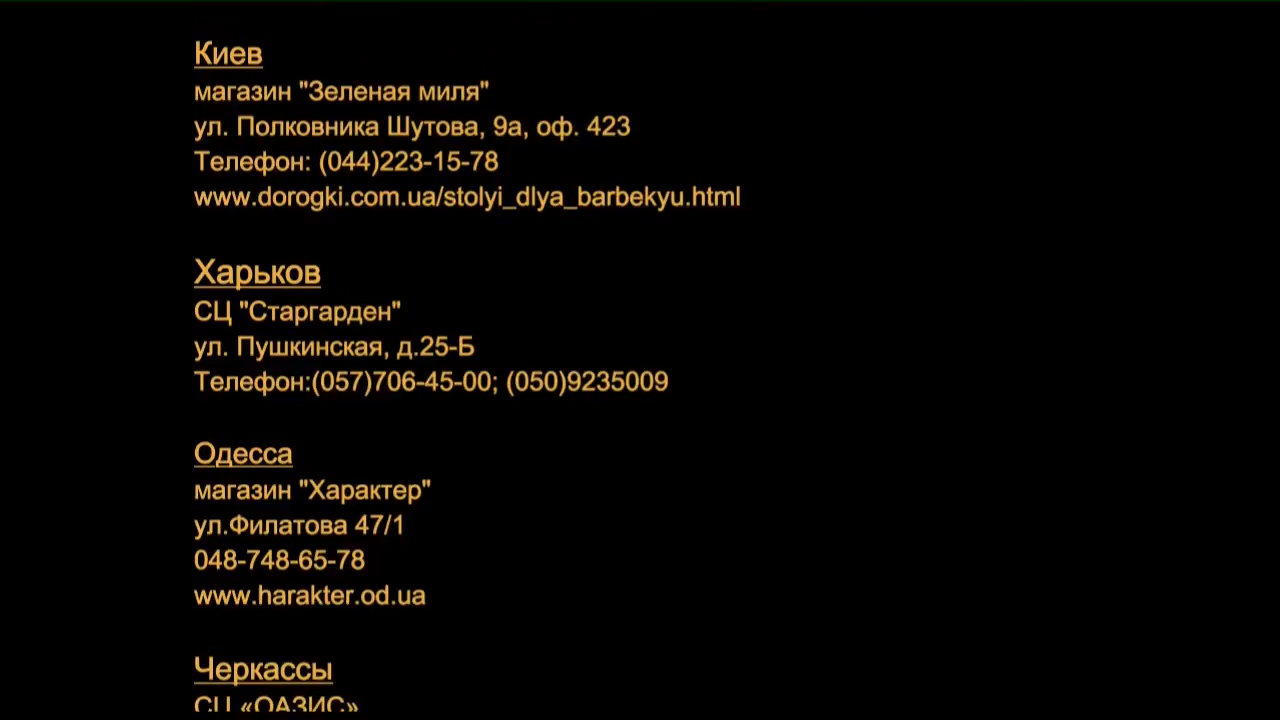 Киев
магазин "Зеленая миля"
ул. Полковника Шутова, 9а, оф. 423
Телефон: (044)223-15-78
www.dorogki.com.ua/stolyi_dlya_barbekyu.html
Харьков
СЦ "Старгарден"
ул. Пушкинская, д.25-Б
Телефон:(057)706-45-00; (050)9235009
Одесса
магазин "Характер"
ул.Филатова 47/1
048-748-65-78
www.harakter.od.ua
Черкассы
СЦ «ОАЗИС»